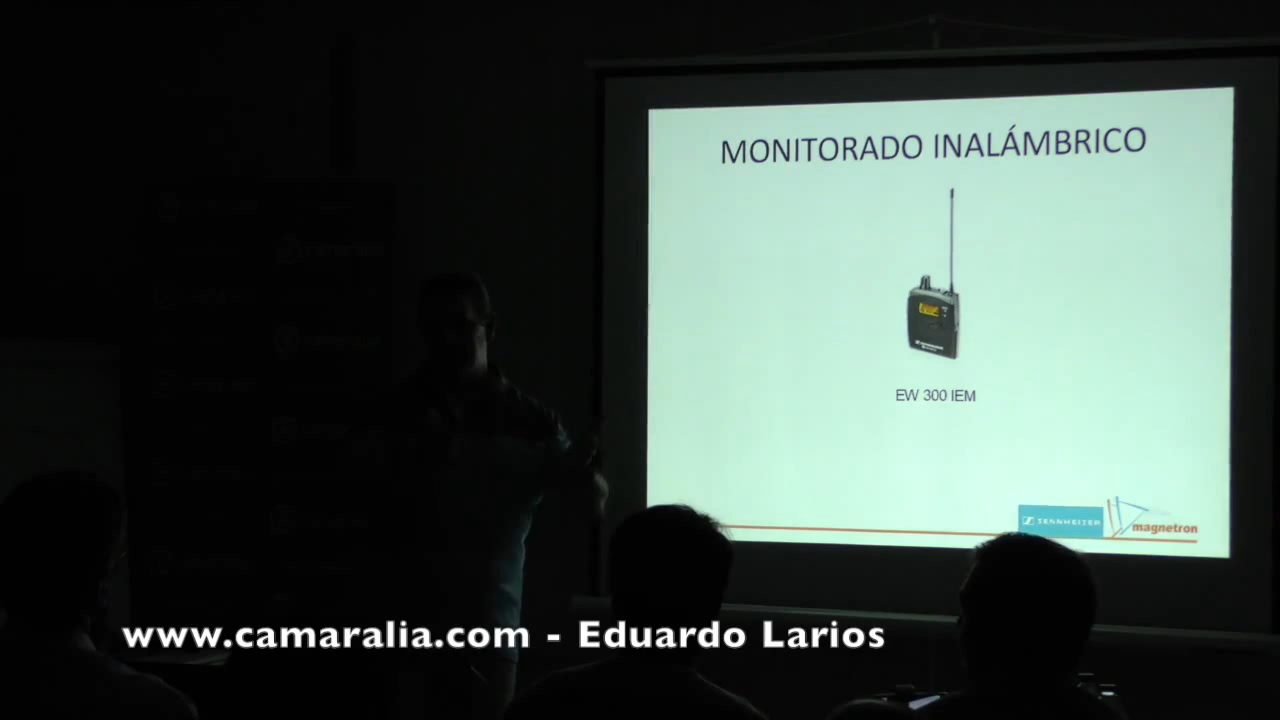 MONITORADO INALÁMBRICO
EW 300 IEM
SENNHEISER
magnetron
www.camaralia.com - Eduardo Larios